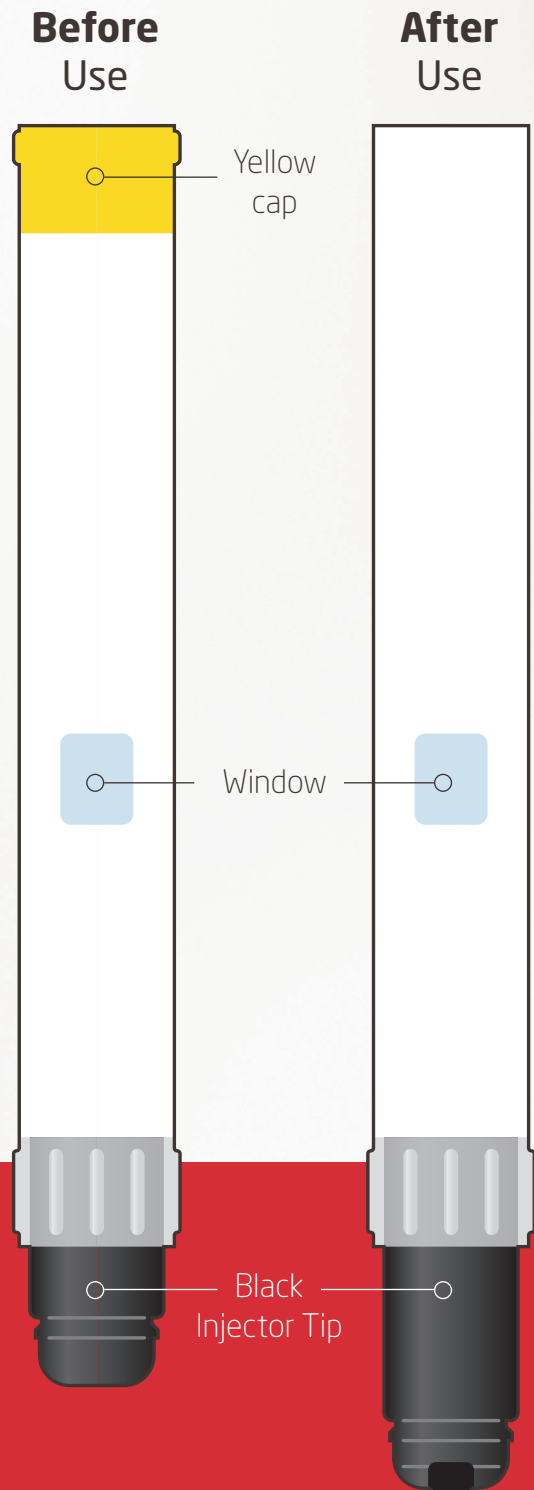 Before
Use
After
Use
Yellow
cap
Window
Black
Injector Tip